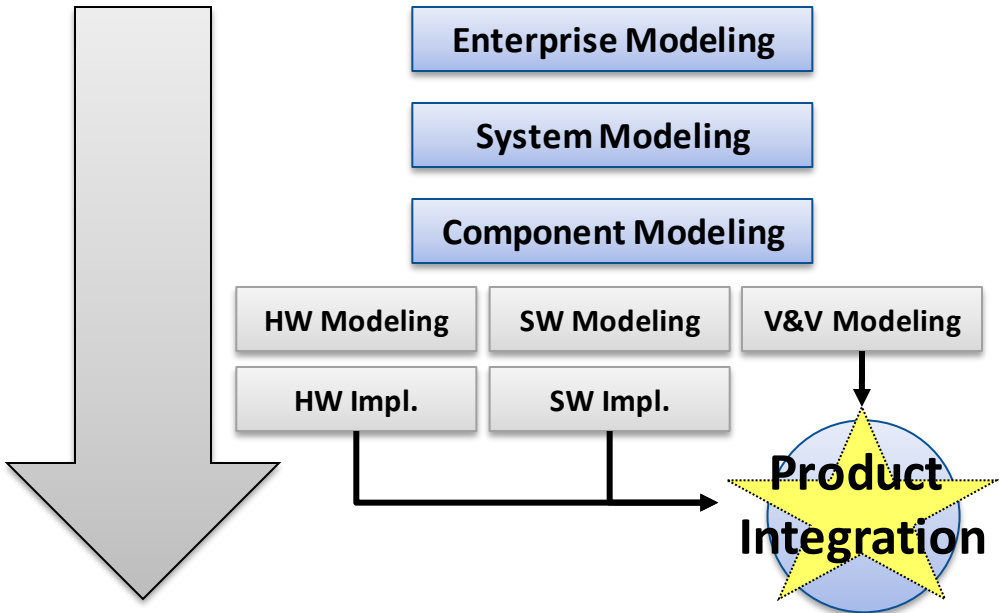 Enterprise Modeling
System Modeling
Component Modeling
HW Modeling
SW Modeling
V&V Modeling
HW Impl.
SW Impl.
Product
Integration